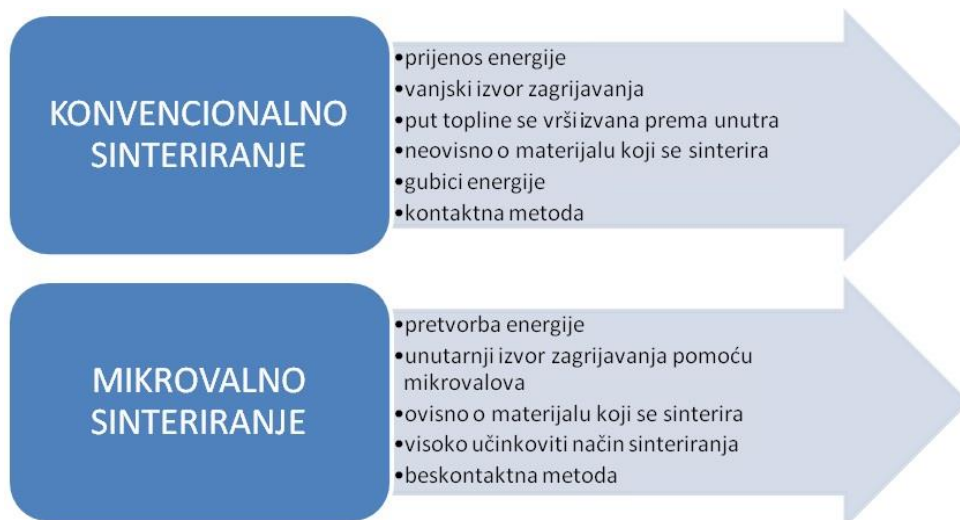 KONVENCIONALNO
SINTERIRANJE
•prijenos energije
•vanjski izvor zagrijavanja
•put topline se vrši izvana prema unutra
•neovisno o materijalu koji se sinterira
•gubici energije
•kontaktna metoda
MIKROVALNO
SINTERIRANJE
•pretvorba energije
•unutarnji izvor zagrijavanja pomoću
mikrovalova
•ovisno o materijalu koji se sinterira
•visoko učinkoviti način sinteriranja
•beskontaktna metoda